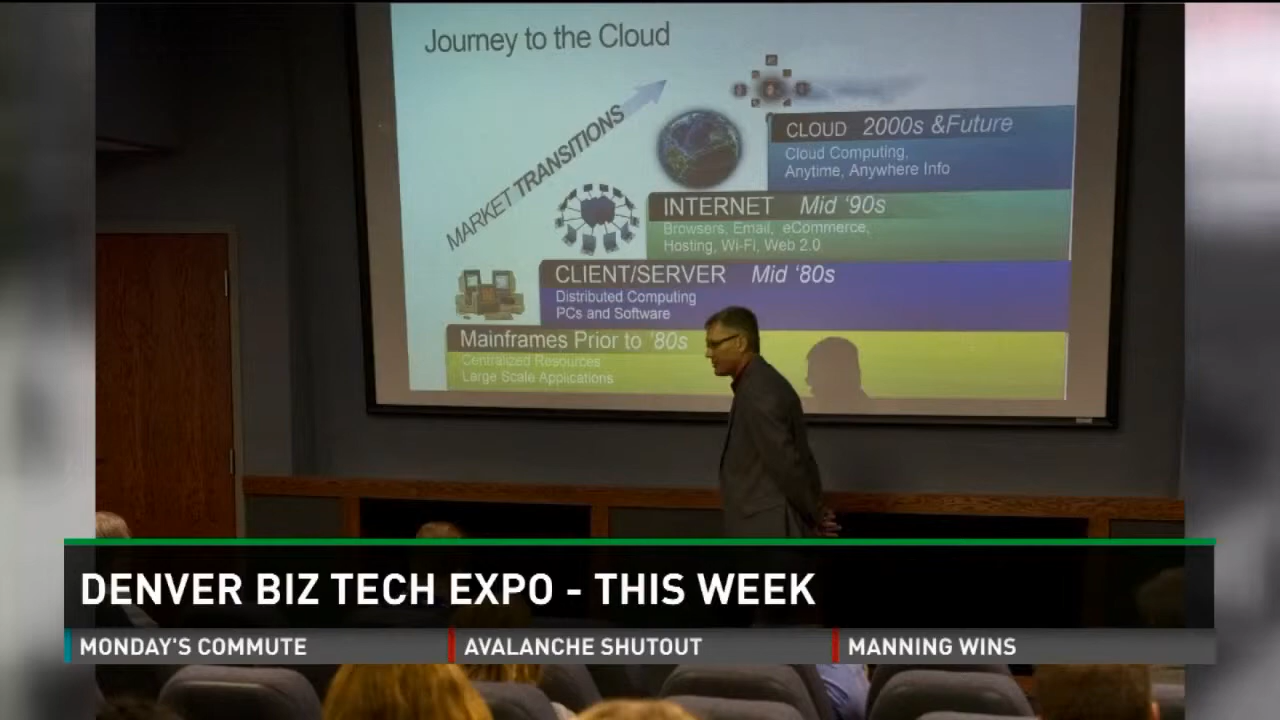 Journey to the Cloud
MARKET TRANSITIONS
CLOUD 2000s &Future
Cloud Computing,
Anytime, Anywhere Info
INTERNET Mid ‘90s
Browsers, Email, eCommerce,
Hosting, Wi-Fi, Web 2.0
CLIENT/SERVER Mid ‘80s
Distributed Computing
PCs and Software
Mainframes Prior to ‘80s
Centralized Resources
Large Scale Applications
DENVER BIZ TECH EXPO - THIS WEEK
MONDAY'S COMMUTE
AVALANCHE SHUTOUT
MANNING WINS